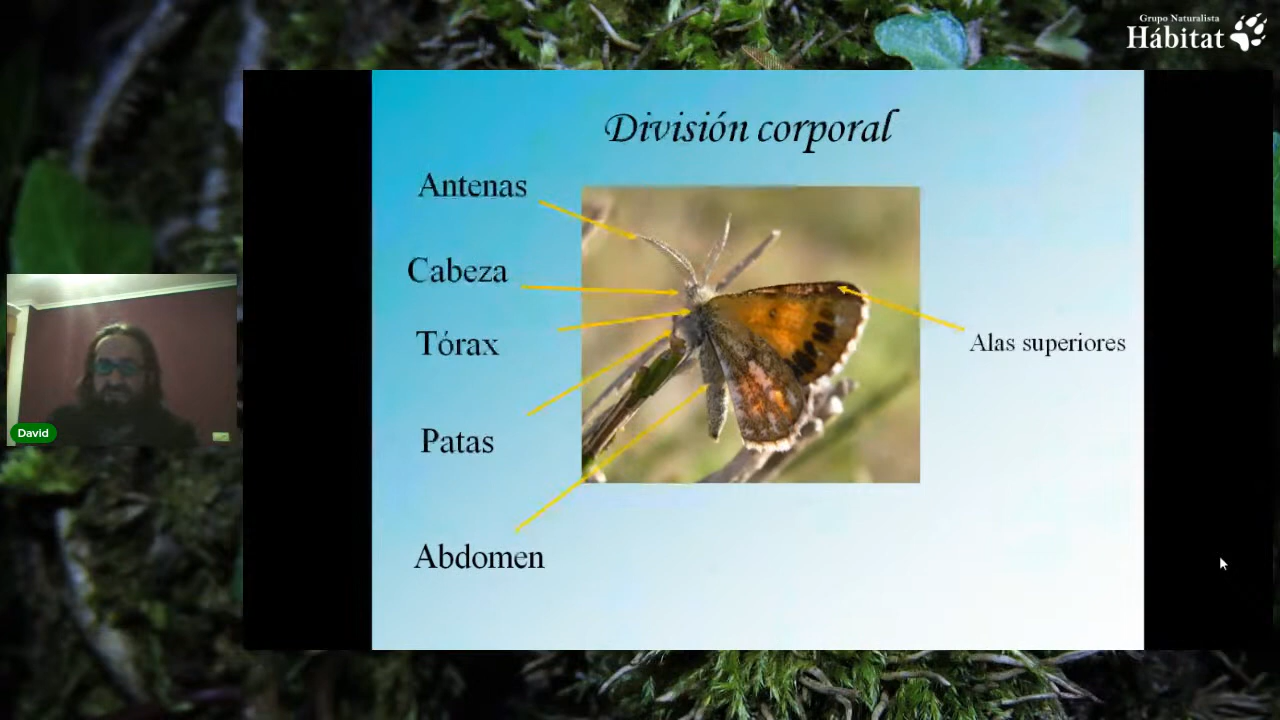 Grupo Naturalista
Hábitat
División corporal
Antenas
Cabeza
Tórax
Alas superiores
Patas
Abdomen
David